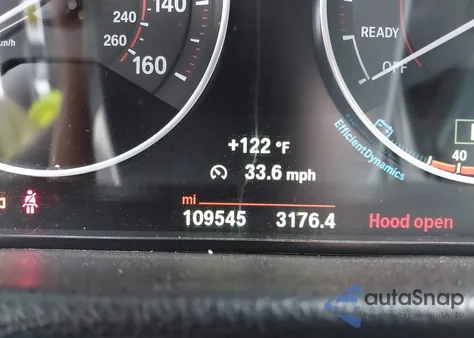 140
240
260
160
km/h
READY
OFF
EfficientDynamics
+122 °F
33.6 mph
40
mi
109545 3176.4 Hood open
autoSnap